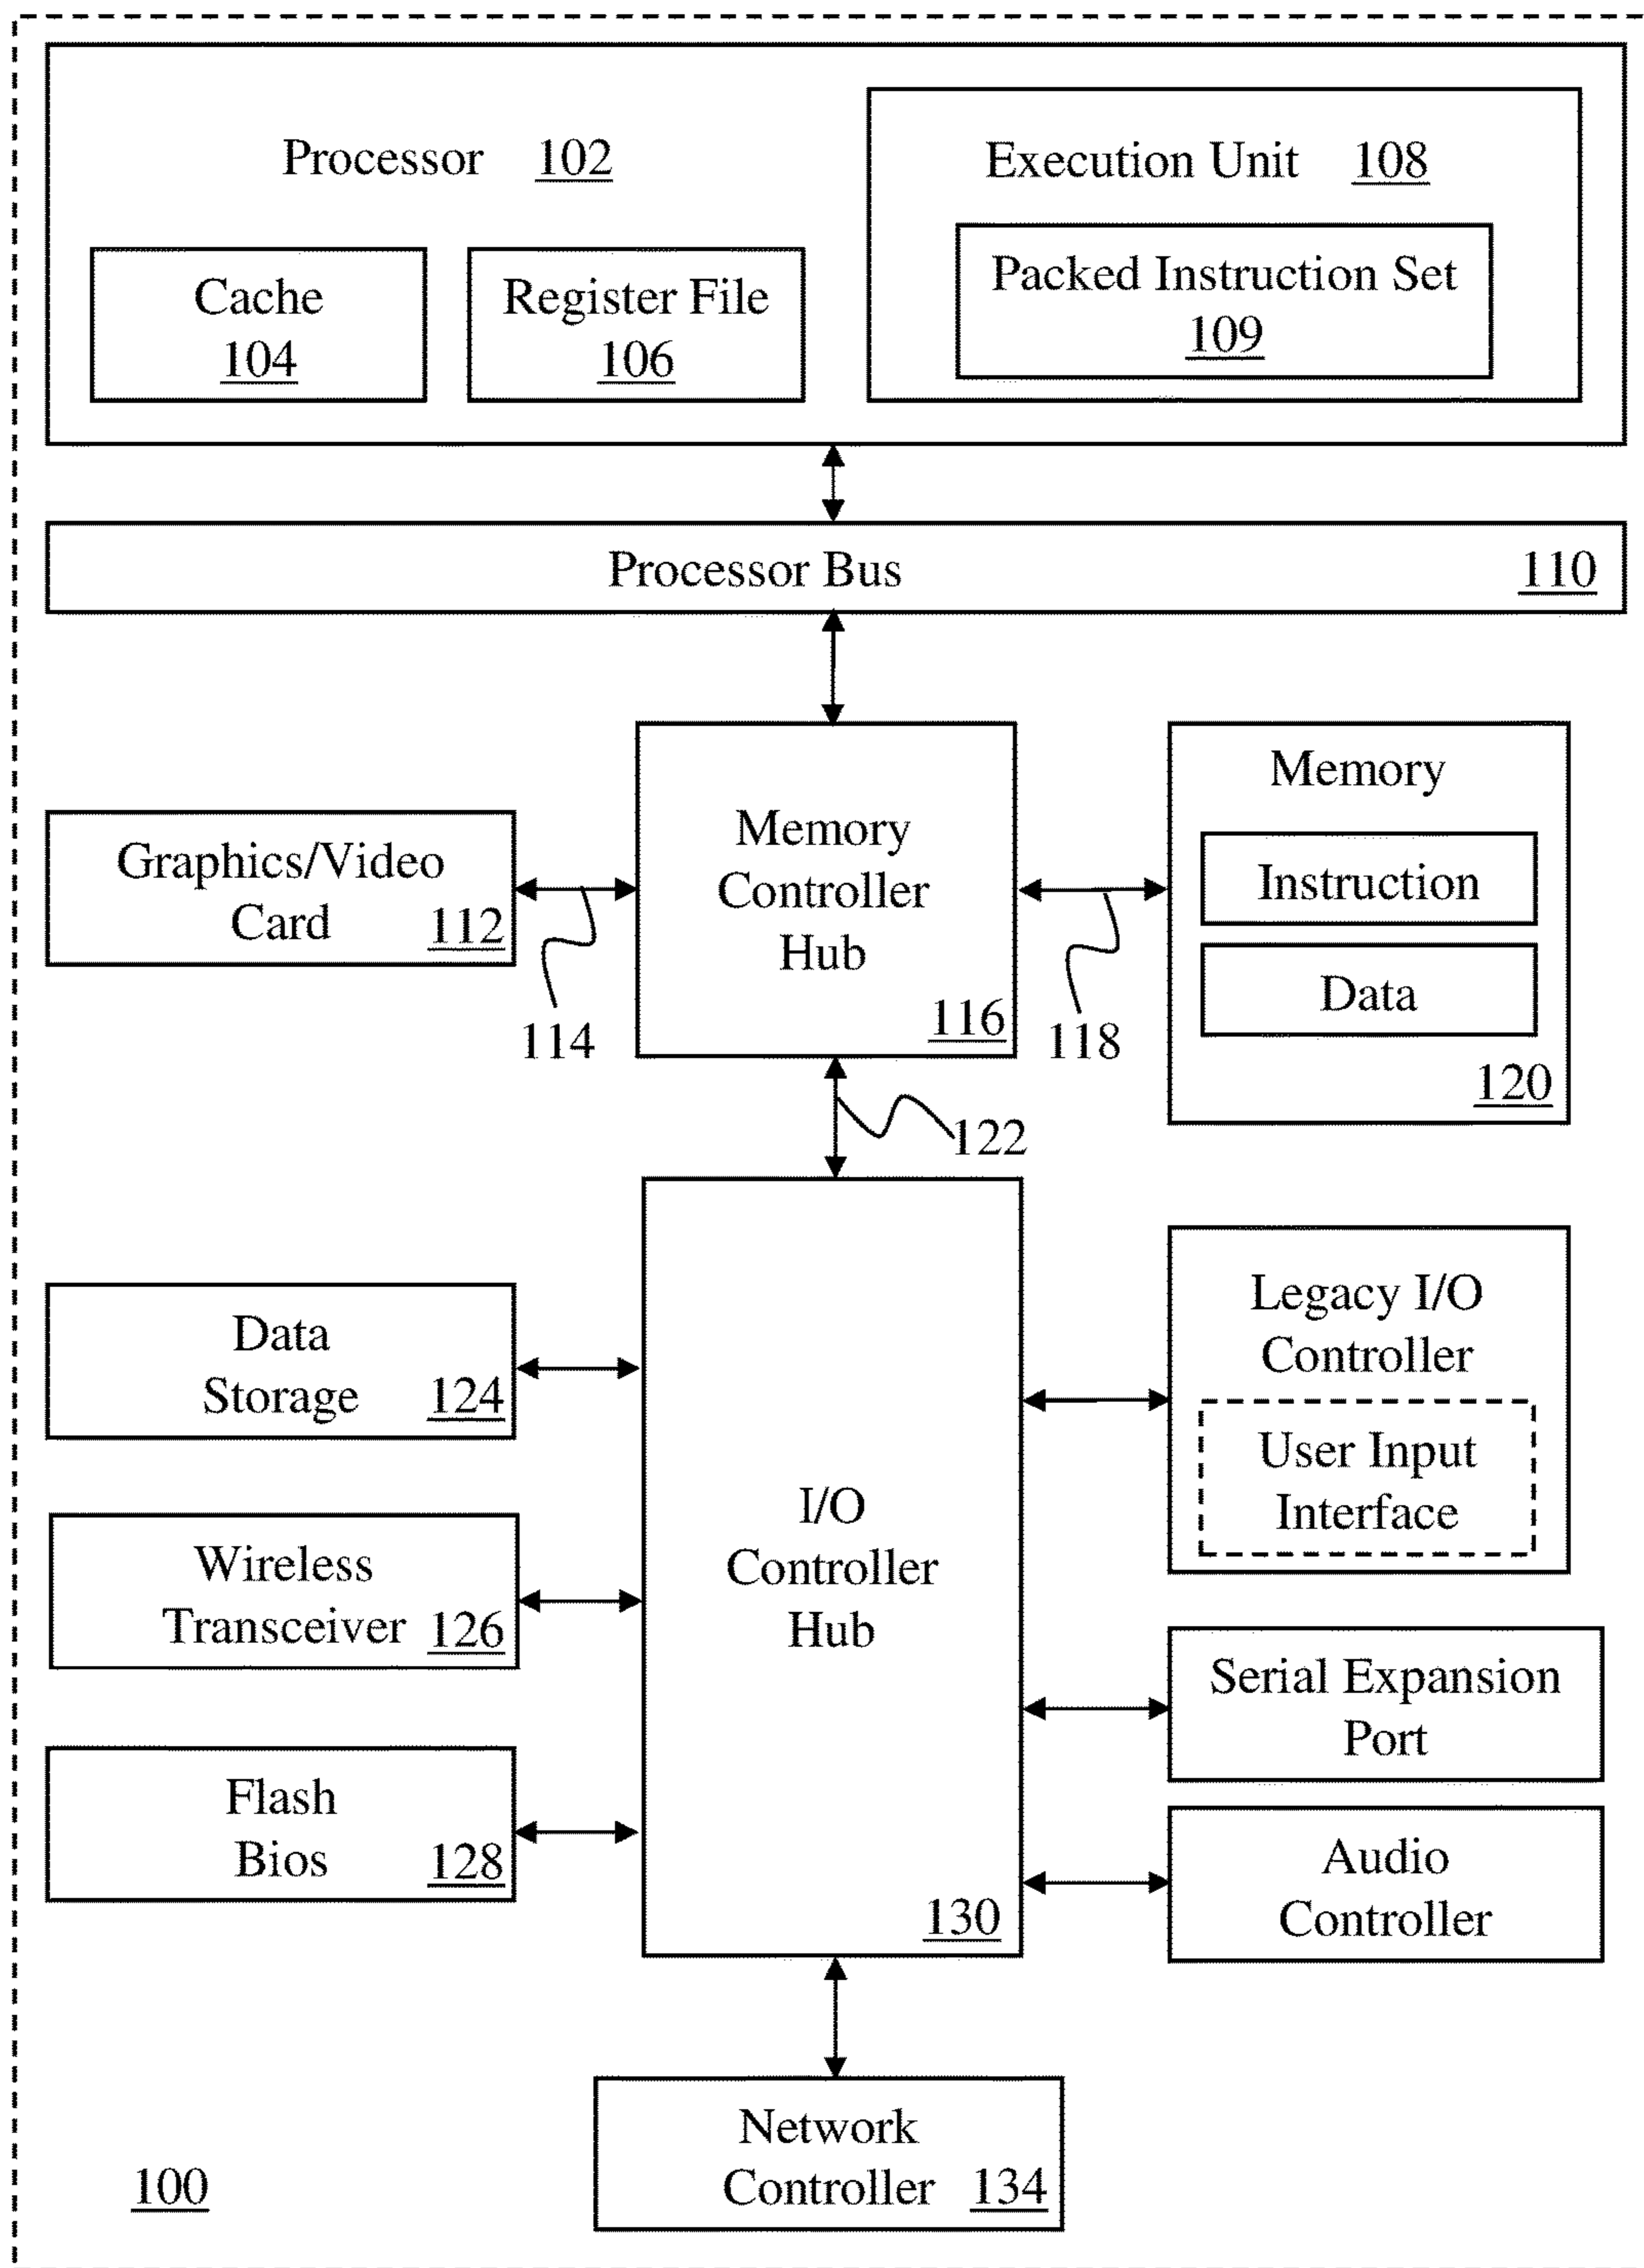 Processor 102
Execution Unit 108
Cache
104
Register File
106
Packed Instruction Set
109
Processor Bus 110
Graphics/Video
Card 112
114
Memory
Controller
Hub
116
118
Memory
Instruction
Data
120
122
Data
Storage 124
Wireless
Transceiver 126
Flash
Bios 128
I/O
Controller
Hub
130
Legacy I/O
Controller
User Input
Interface
Serial Expansion
Port
Audio
Controller
Network
Controller 134
100